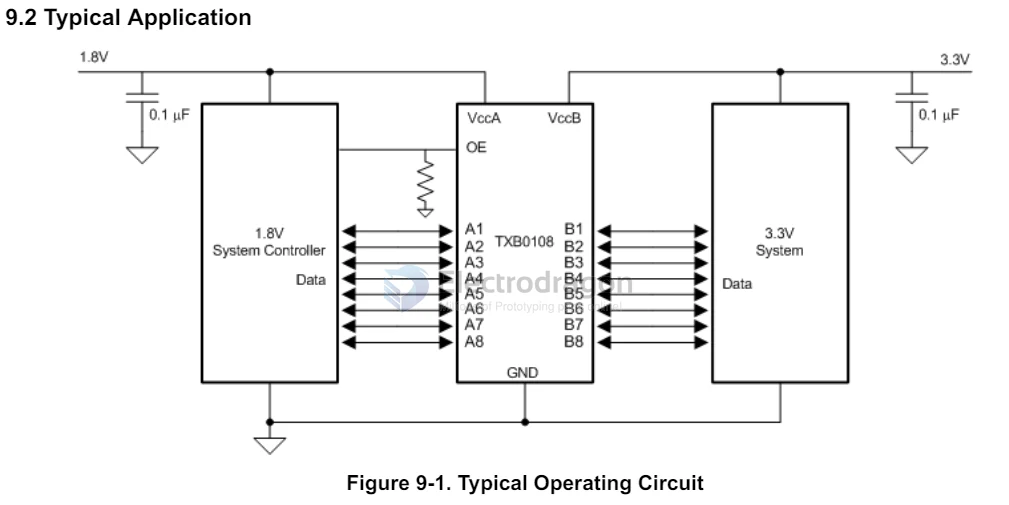 9.2 Typical Application
1.8V
3.3V
0.1 µF
0.1 µF
VccA
VccB
OE
1.8V
System Controller
Data
A1
A2
A3
A4
A5
A6
A7
A8
TXB0108
B1
B2
B3
B4
B5
B6
B7
B8
3.3V
System
Data
Electrodragon
GND
Figure 9-1. Typical Operating Circuit